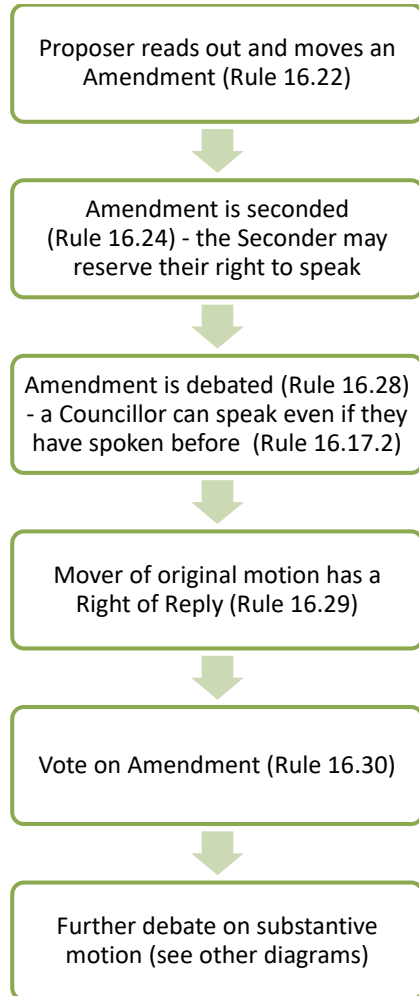 Proposer reads out and moves an
Amendment (Rule 16.22)
Amendment is seconded
(Rule 16.24) - the Seconder may
reserve their right to speak
Amendment is debated (Rule 16.28)
- a Councillor can speak even if they
have spoken before  (Rule 16.17.2)
Mover of original motion has a
Right of Reply (Rule 16.29)
Vote on Amendment (Rule 16.30)
Further debate on substantive
motion (see other diagrams)